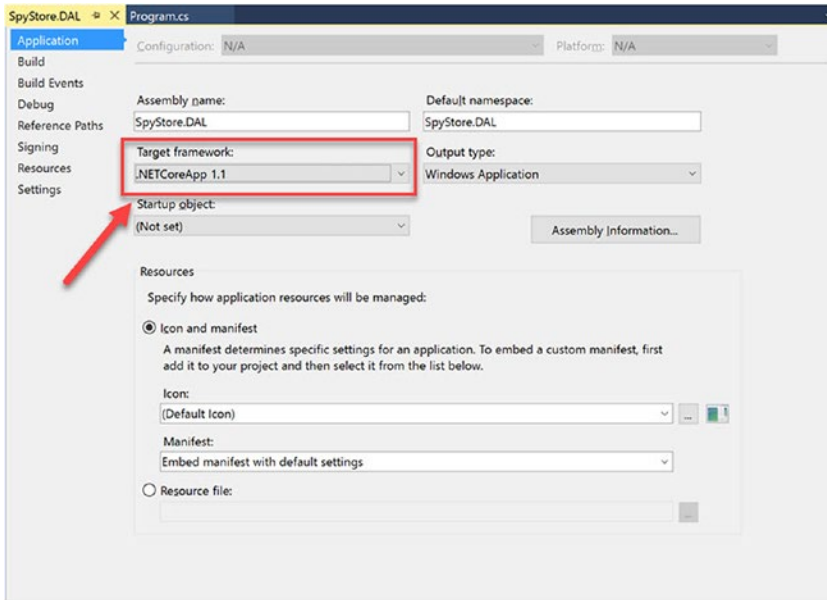 SpyStore.DAL Program.cs
Application
Configuration: N/A Platform: N/A
Build
Build Events
Debug
Reference Paths
Signing
Resources
Settings
Assembly name: Default namespace:
SpyStore.DAL SpyStore.DAL
Target framework: Output type:
.NETCoreApp 1.1 Windows Application
Startup object:
(Not set) Assembly Information...
Resources
Specify how application resources will be managed:
Icon and manifest
A manifest determines specific settings for an application. To embed a custom manifest, first
add it to your project and then select it from the list below.
Icon:
(Default Icon) ...
Manifest:
Embed manifest with default settings
Resource file:
...